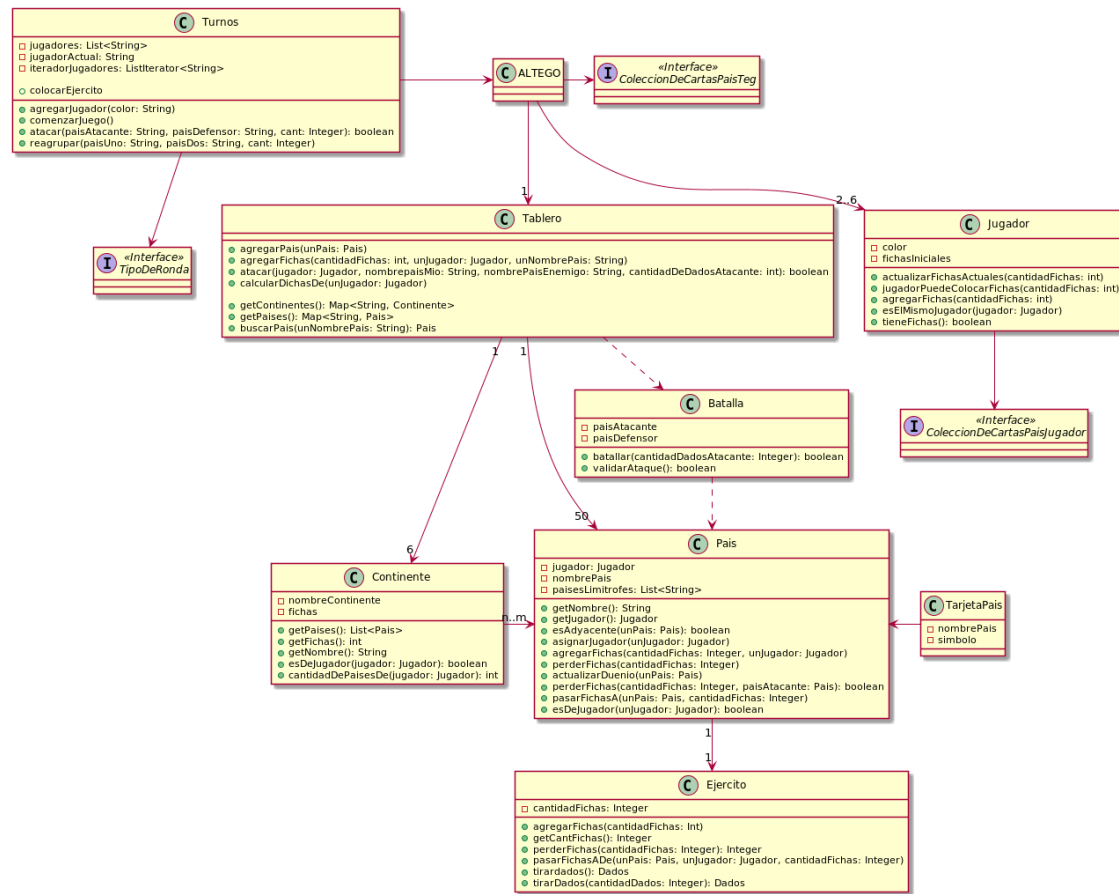 C Turnos
jugadores: List<String>
jugadorActual: String
iteradorJugadores: ListIterator<String>
colocarEjercito
agregarJugador(color: String)
comenzarJuego()
atacar(paisAtacante: String, paisDefensor: String, cant: Integer): boolean
reagrupar(paisUno: String, paisDos: String, cant: Integer)
C ALTEGO
I «Interface»
ColeccionDeCartasPaisTeg
I «Interface»
TipoDeRonda
1
2..6
C Tablero
agregarPais(unPais: Pais)
agregarFichas(cantidadFichas: int, unJugador: Jugador, unNombrePais: String)
atacar(jugador: Jugador, nombrepaisMio: String, nombrePaisEnemigo: String, cantidadDeDadosAtacante: int): boolean
calcularDichasDe(unJugador: Jugador)
getContinentes(): Map<String, Continente>
getPaises(): Map<String, Pais>
buscarPais(unNombrePais: String): Pais
C Jugador
color
fichasIniciales
actualizarFichasActuales(cantidadFichas: int)
jugadorPuedeColocarFichas(cantidadFichas: int)
agregarFichas(cantidadFichas: int)
esElMismoJugador(jugador: Jugador)
tieneFichas(): boolean
1
1
C Batalla
paisAtacante
paisDefensor
batallar(cantidadDadosAtacante: Integer): boolean
validarAtaque(): boolean
I «Interface»
ColeccionDeCartasPaisJugador
50
6
C Continente
nombreContinente
fichas
getPaises(): List<Pais>
getFichas(): int
getNombre(): String
esDeJugador(jugador: Jugador): boolean
cantidadDePaisesDe(jugador: Jugador): int
n..m
C Pais
jugador: Jugador
nombrePais
paisesLimitrofes: List<String>
getNombre(): String
getJugador(): Jugador
esAdyacente(unPais: Pais): boolean
asignarJugador(unJugador: Jugador)
agregarFichas(cantidadFichas: Integer, unJugador: Jugador)
perderFichas(cantidadFichas: Integer)
actualizarDuenio(unPais: Pais)
perderFichas(cantidadFichas: Integer, paisAtacante: Pais): boolean
pasarFichasA(unPais: Pais, cantidadFichas: Integer)
esDeJugador(unJugador: Jugador): boolean
C TarjetaPais
nombrePais
simbolo
1
1
C Ejercito
cantidadFichas: Integer
agregarFichas(cantidadFichas: Int)
getCantFichas(): Integer
perderFichas(cantidadFichas: Integer): Integer
pasarFichasADe(unPais: Pais, unJugador: Jugador, cantidadFichas: Integer)
tirardados(): Dados
tirarDados(cantidadDados: Integer): Dados